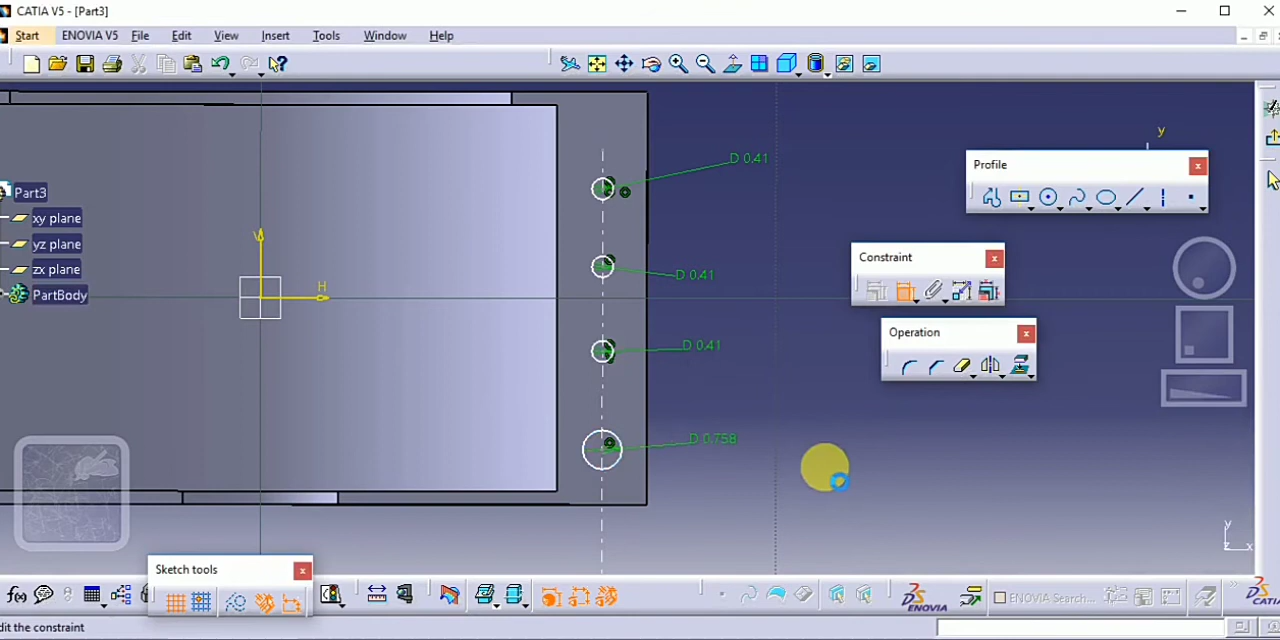 CATIA V5 - [Part3]
Start ENOVIA V5 File Edit View Insert Tools Window Help
y
D 0.41
Profile
Part3
xy plane
yz plane
V
Constraint
zx plane
D 0.41
H
PartBody
Operation
D 0.41
D 0.758
y
z x
Sketch tools
f(x)
ENOVIA
ENOVIA Search...
CATIA
dit the constraint